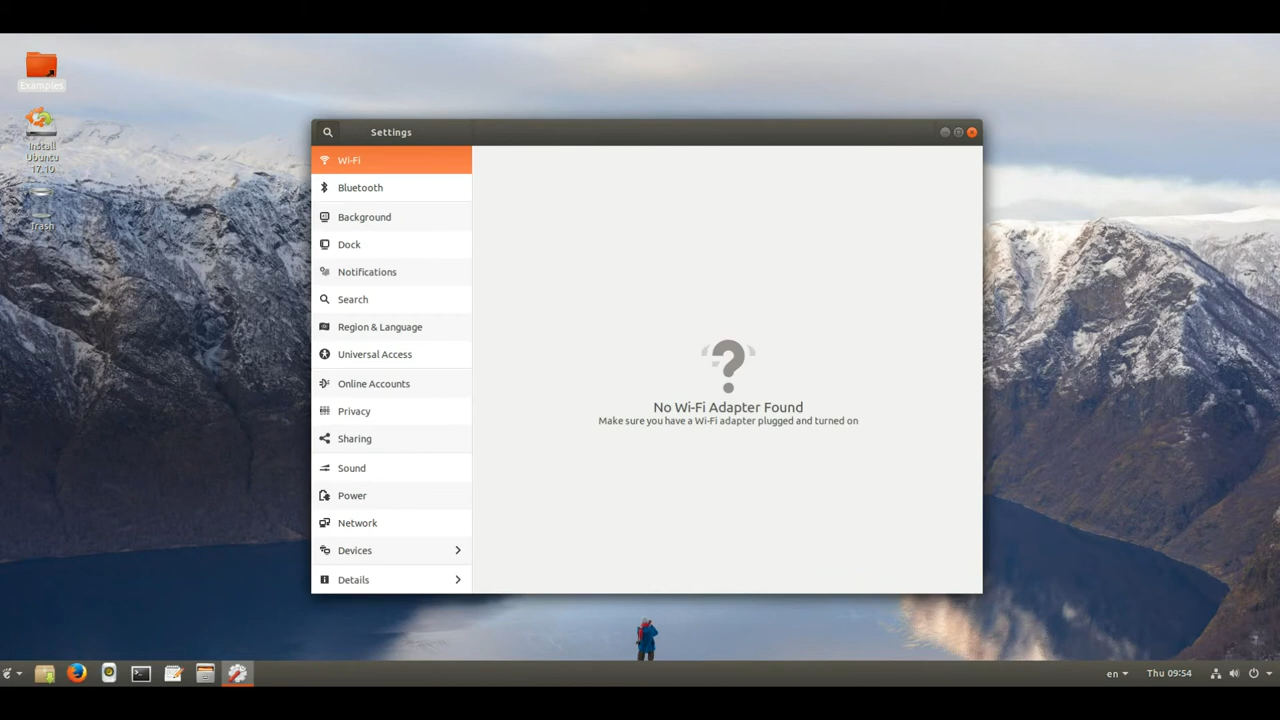 Examples
Install
Ubuntu
17.10
Trash
Settings
Wi-Fi
Bluetooth
Background
Dock
Notifications
Search
Region & Language
Universal Access
Online Accounts
Privacy
Sharing
Sound
Power
Network
Devices
Details
No Wi-Fi Adapter Found
Make sure you have a Wi-Fi adapter plugged and turned on
en
Thu 09:54